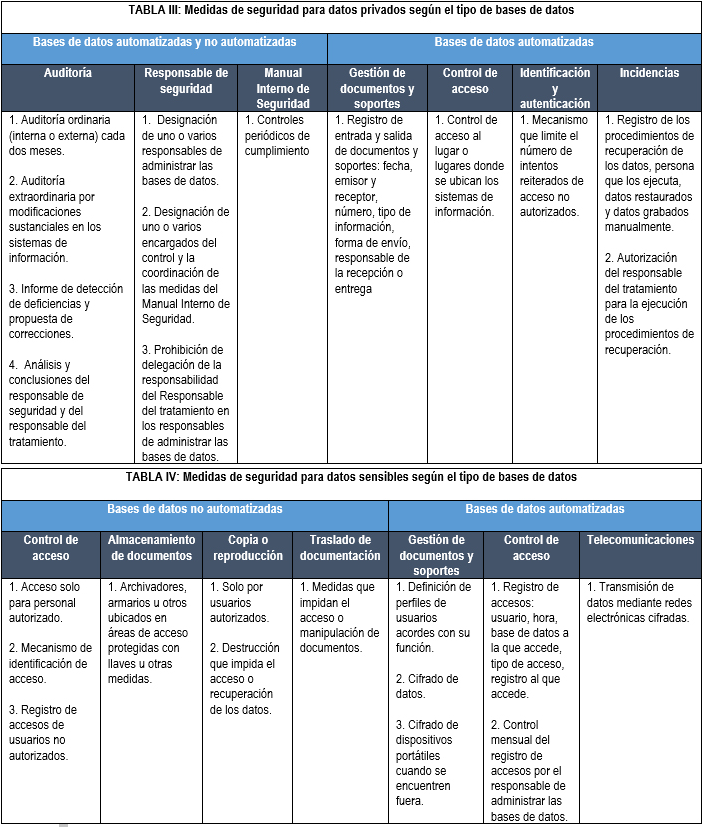 TABLA III: Medidas de seguridad para datos privados según el tipo de bases de datos
Bases de datos automatizadas y no automatizadas
Bases de datos automatizadas
Auditoría
Responsable de
seguridad
Manual
Interno de
Seguridad
Gestión de
documentos y
soportes
Control de
acceso
Identificación
y
autenticación
Incidencias
1. Auditoría ordinaria
(interna o externa) cada
dos meses.
2. Auditoría
extraordinaria por
modificaciones
sustanciales en los
sistemas de
información.
3. Informe de detección
de deficiencias y
propuesta de
correcciones.
4. Análisis y
conclusiones del
responsable de
seguridad y del
responsable del
tratamiento.
1. Designación
de uno o varios
responsables de
administrar las
bases de datos.
2. Designación de
uno o varios
encargados del
control y la
coordinación de
las medidas del
Manual Interno de
Seguridad.
3. Prohibición de
delegación de la
responsabilidad
del Responsable
del tratamiento en
los responsables
de administrar las
bases de datos.
1. Controles
periódicos de
cumplimiento
1. Registro de
entrada y salida
de documentos y
soportes: fecha,
emisor y
receptor,
número, tipo de
información,
forma de envío,
responsable de
la recepción o
entrega
1. Control de
acceso al
lugar o
lugares donde
se ubican los
sistemas de
información.
1. Mecanismo
que limite el
número de
intentos
reiterados de
acceso no
autorizados.
1. Registro de los
procedimientos de
recuperación de
los datos, persona
que los ejecuta,
datos restaurados
y datos grabados
manualmente.
2. Autorización
del responsable
del tratamiento
para la ejecución
de los
procedimientos de
recuperación.
TABLA IV: Medidas de seguridad para datos sensibles según el tipo de bases de datos
Bases de datos no automatizadas
Bases de datos automatizadas
Control de
acceso
Almacenamiento
de documentos
Copia o
reproducción
Traslado de
documentación
Gestión de
documentos y
soportes
Control de
acceso
Telecomunicaciones
1. Acceso solo
para personal
autorizado.
2. Mecanismo de
identificación de
acceso.
3. Registro de
accesos de
usuarios no
autorizados.
1. Archivadores,
armarios u otros
ubicados en
áreas de acceso
protegidas con
llaves u otras
medidas.
1. Solo por
usuarios
autorizados.
2. Destrucción
que impida el
acceso o
recuperación
de los datos.
1. Medidas que
impidan el
acceso o
manipulación de
documentos.
1. Definición de
perfiles de
usuarios
acordes con su
función.
2. Cifrado de
datos.
3. Cifrado de
dispositivos
portátiles
cuando se
encuentren
fuera.
1. Registro de
accesos:
usuario, hora,
base de datos a
la que accede,
tipo de acceso,
registro al que
accede.
2. Control
mensual del
registro de
accesos por el
responsable de
administrar las
bases de datos.
1. Transmisión de
datos mediante redes
electrónicas cifradas.